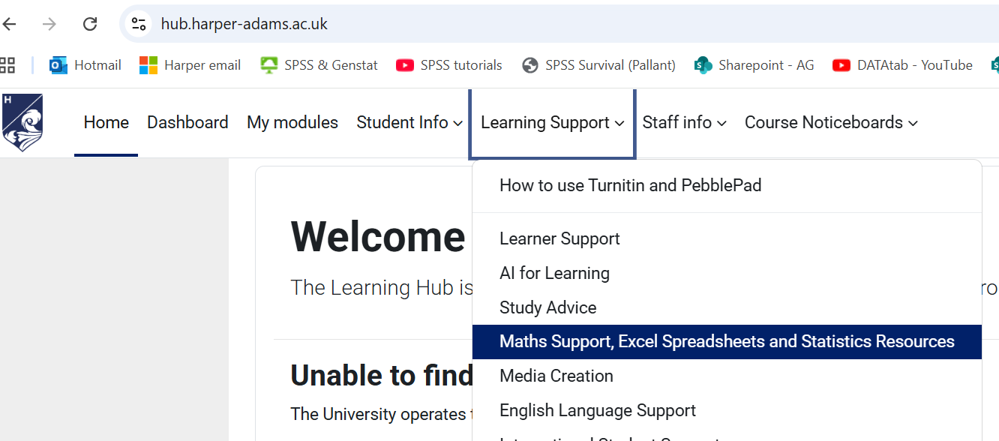 hub.harper-adams.ac.uk
Hotmail Harper email SPSS & Genstat SPSS tutorials SPSS Survival (Pallant) Sharepoint - AG DATAtab - YouTube
H
Home Dashboard My modules Student Info Learning Support Staff info Course Noticeboards
How to use Turnitin and PebblePad
Welcome
Learner Support
AI for Learning
The Learning Hub is
Study Advice
Maths Support, Excel Spreadsheets and Statistics Resources
Unable to find
Media Creation
The University operates
English Language Support